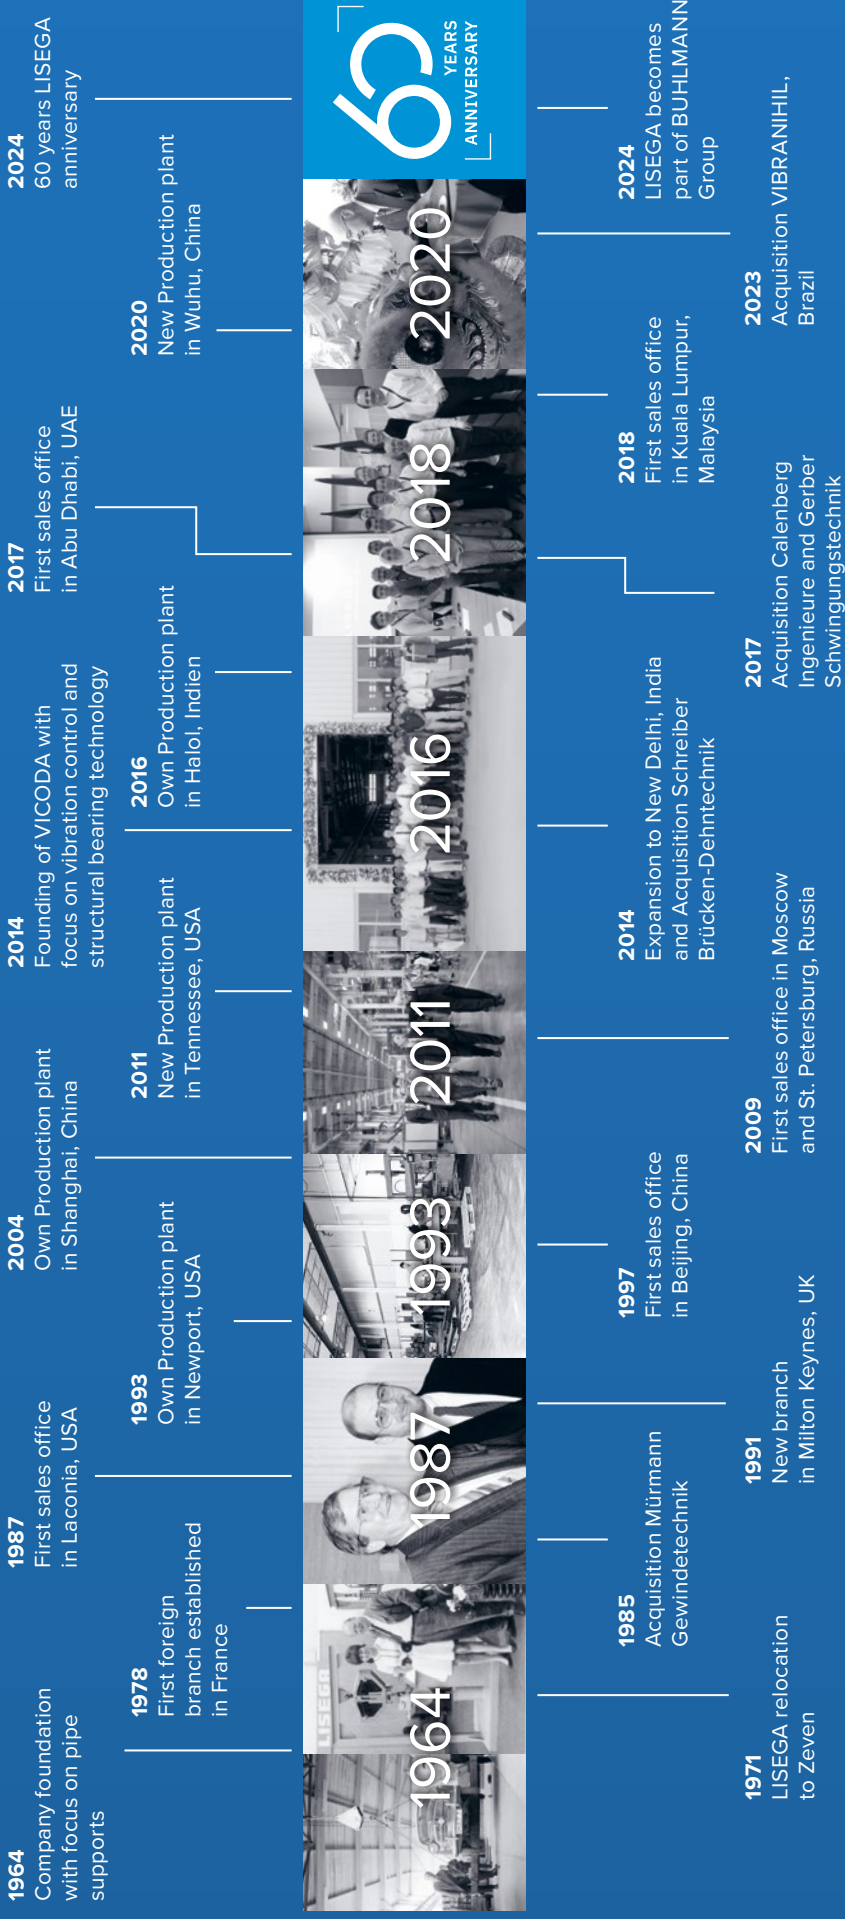 1964
Company foundation
with focus on pipe
supports
1978
First foreign
branch established
in France
1987
First sales office
in Laconia, USA
1993
Own Production plant
in Newport, USA
2004
Own Production plant
in Shanghai, China
2011
New Production plant
in Tennessee, USA
2014
Founding of VICODA with
focus on vibration control and
structural bearing technology
2016
Own Production plant
in Halol, Indien
2017
First sales office
in Abu Dhabi, UAE
2020
New Production plant
in Wuhu, China
2024
60 years LISEGA
anniversary
LISEGA
1964
1987
1993
2011
2016
2018
2020
60
YEARS
ANNIVERSARY
1971
LISEGA relocation
to Zeven
1985
Acquisition Mürmann
Gewindetechnik
1991
New branch
in Milton Keynes, UK
1997
First sales office
in Beijing, China
2009
First sales office in Moscow
and St. Petersburg, Russia
2014
Expansion to New Delhi, India
and Acquisition Schreiber
Brücken-Dehntechnik
2017
Acquisition Calenberg
Ingenieure and Gerber
Schwingungstechnik
2018
First sales office
in Kuala Lumpur,
Malaysia
2023
Acquisition VIBRANIHIL,
Brazil
2024
LISEGA becomes
part of BUHLMANN
Group